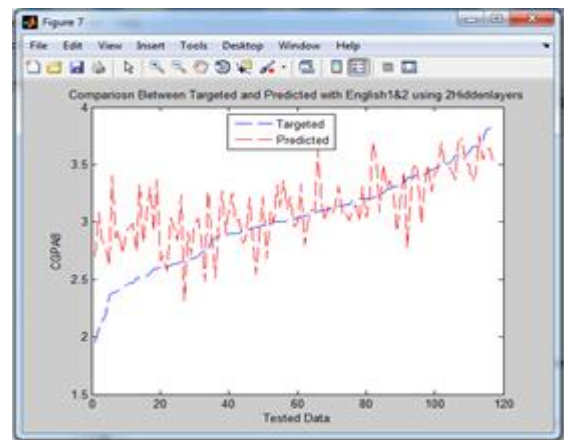 Figure 7
File Edit View Insert Tools Desktop Window Help
Compariosn Between Targeted and Predicted with English1&2 using 2Hiddenlayers
Targeted
Predicted
4
3.5
3
2.5
2
1.5
CGPA8
0 20 40 60 80 100 120
Tested Data